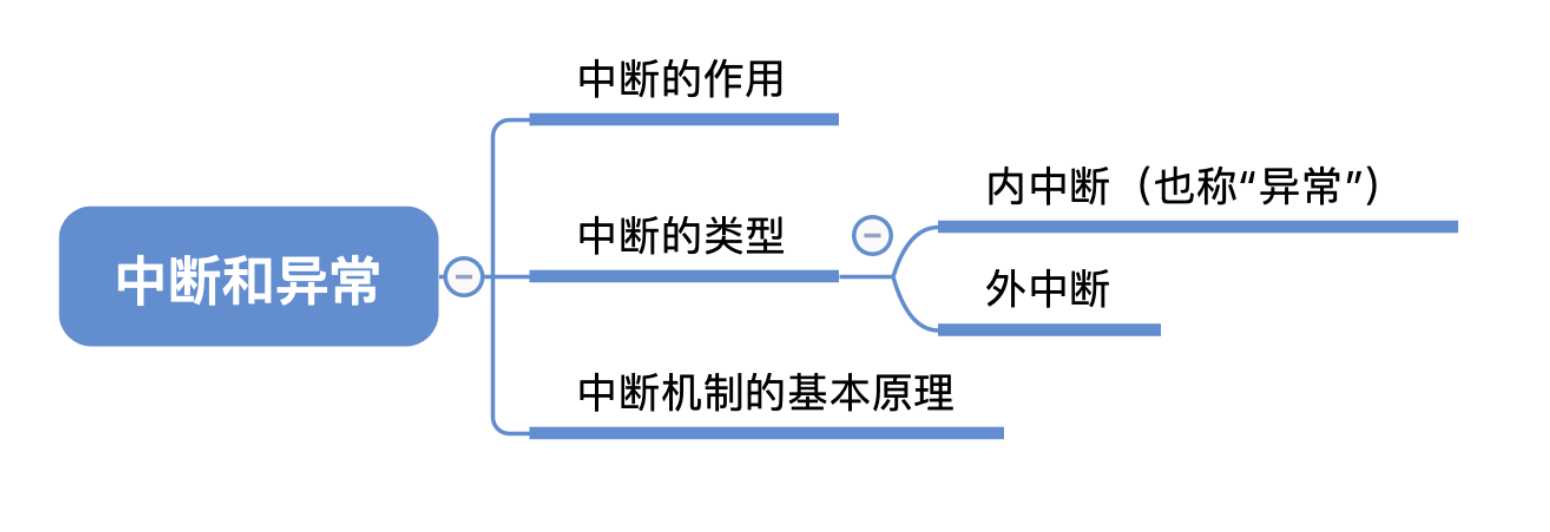 中断和异常
中断的作用
中断的类型
内中断（也称“异常”）
外中断
中断机制的基本原理